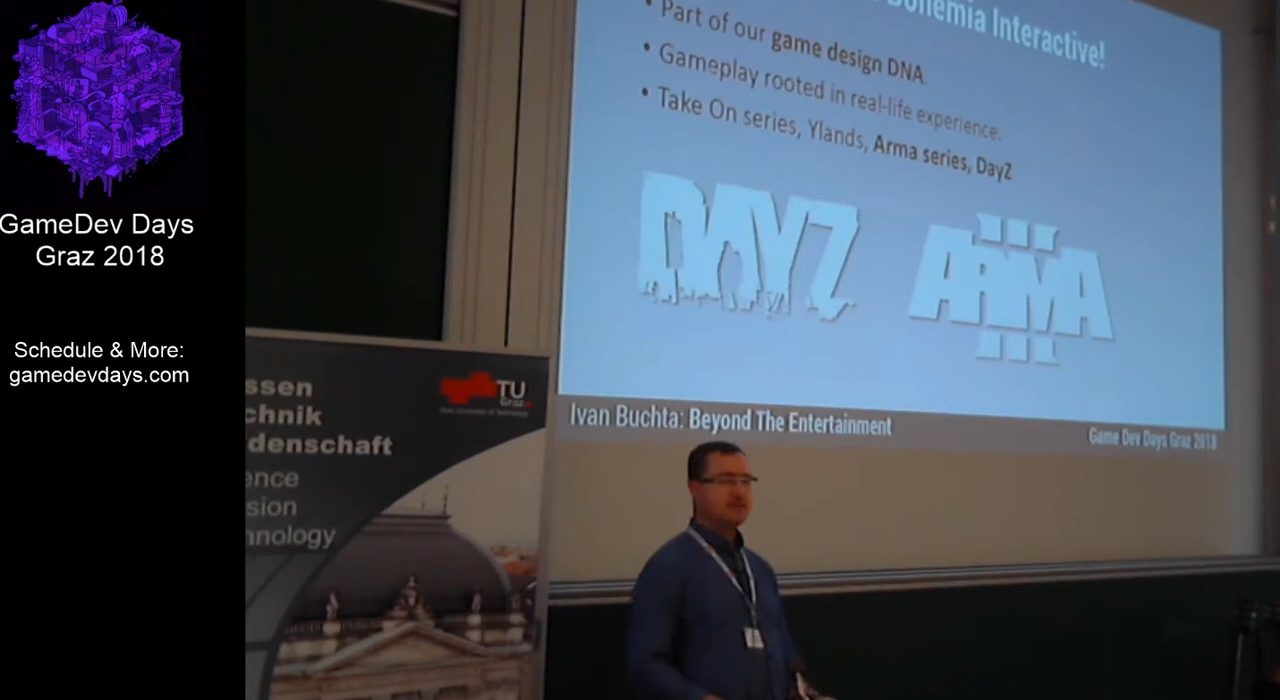 GameDev Days
Graz 2018
Schedule & More:
gamedevdays.com
Bohemia Interactive!
• Part of our game design DNA.
• Gameplay rooted in real-life experience.
• Take On series, Ylands, Arma series, DayZ
DAYZ
ARMA
III
Ivan Buchta: Beyond The Entertainment
Game Dev Days Graz 2018
ssen
chnik
denschaft
ence
sion
hnology
TU
Graz